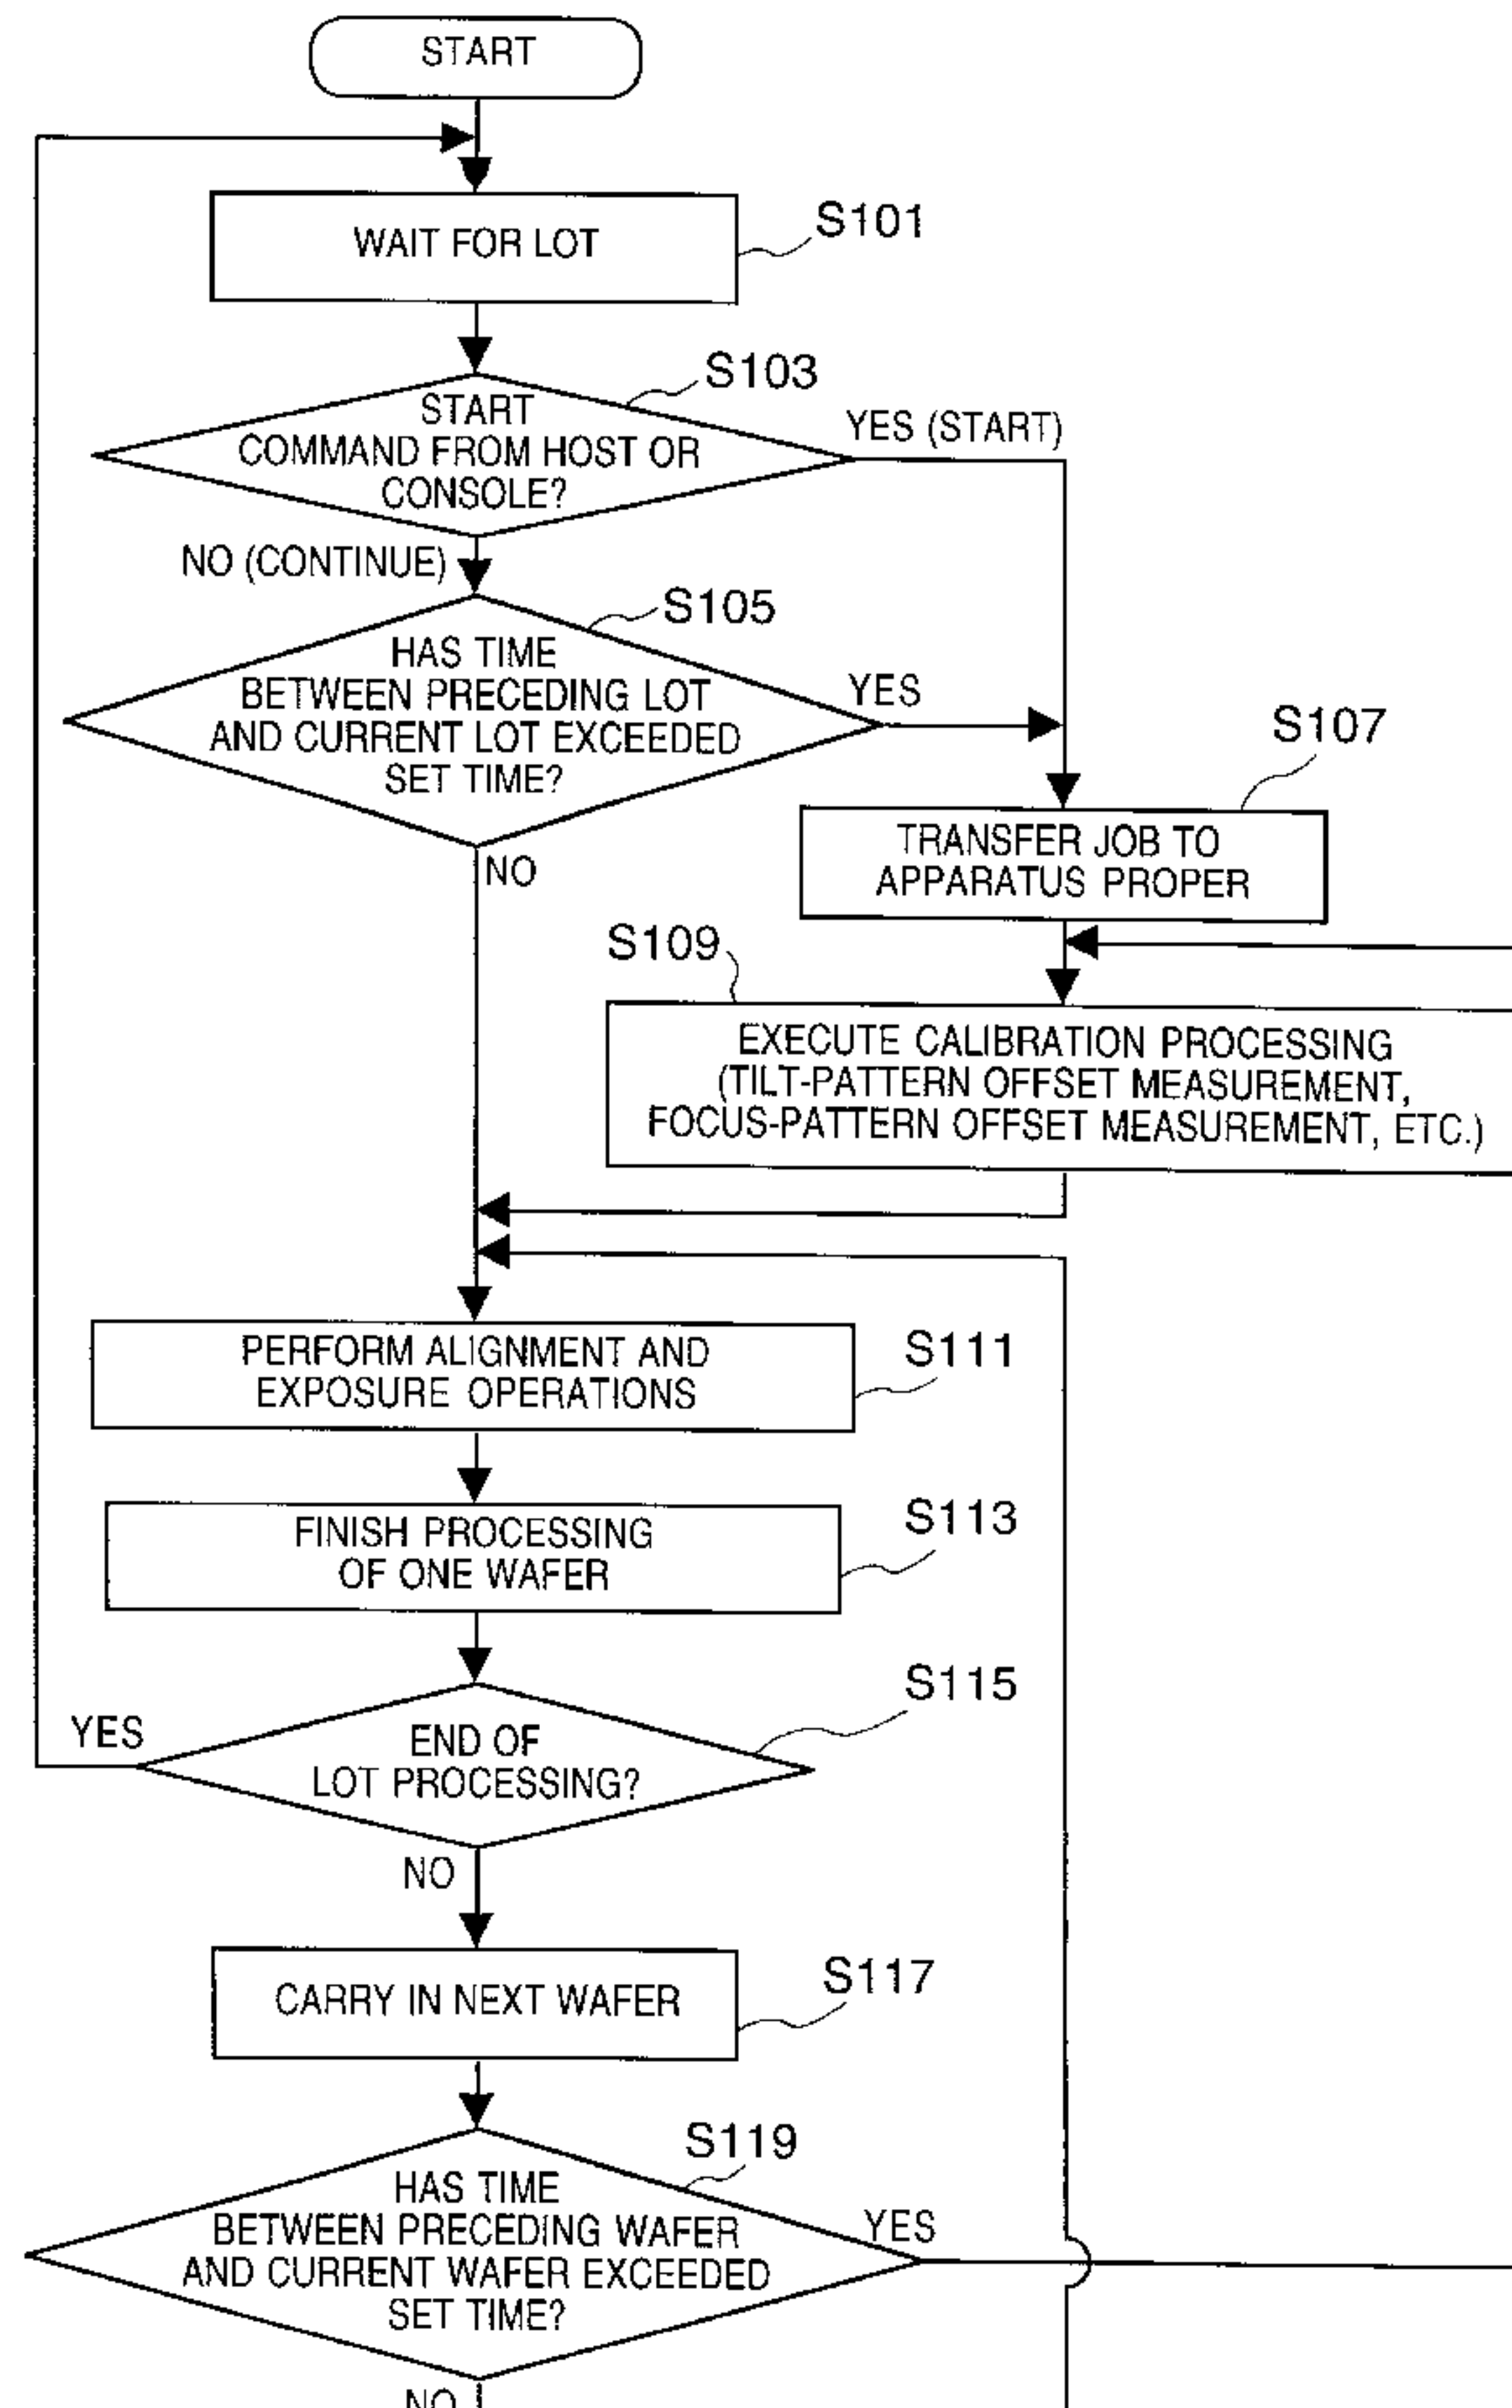 START
WAIT FOR LOT
S101
S103
START
COMMAND FROM HOST OR
CONSOLE?
YES (START)
NO (CONTINUE)
S105
HAS TIME
BETWEEN PRECEDING LOT
AND CURRENT LOT EXCEEDED
SET TIME?
YES
NO
S107
TRANSFER JOB TO
APPARATUS PROPER
S109
EXECUTE CALIBRATION PROCESSING
(TILT-PATTERN OFFSET MEASUREMENT,
FOCUS-PATTERN OFFSET MEASUREMENT, ETC.)
PERFORM ALIGNMENT AND
EXPOSURE OPERATIONS
S111
FINISH PROCESSING
OF ONE WAFER
S113
S115
YES
END OF
LOT PROCESSING?
NO
CARRY IN NEXT WAFER
S117
S119
HAS TIME
BETWEEN PRECEDING WAFER
AND CURRENT WAFER EXCEEDED
SET TIME?
YES
NO